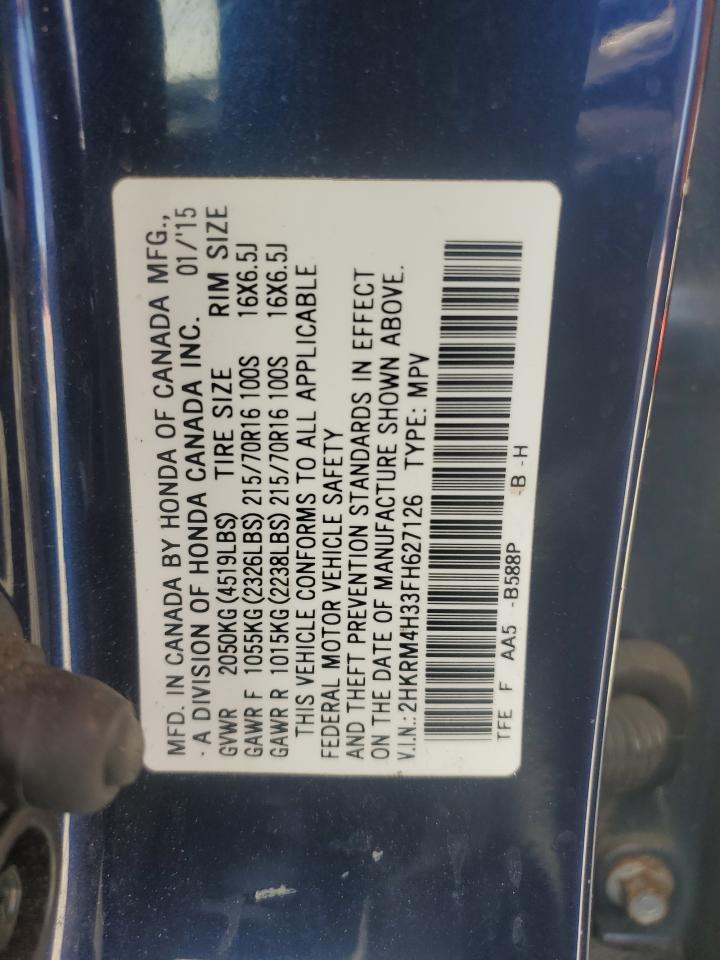 MFD. IN CANADA BY HONDA OF CANADA MFG.,
· A DIVISION OF HONDA CANADA INC. 01/'15
GVWR 2050KG (4519LBS) TIRE SIZE RIM SIZE
GAWR F 1055KG (2326LBS) 215/70R16 100S 16X6.5J
GAWR R 1015KG (2238LBS) 215/70R16 100S 16X6.5J
THIS VEHICLE CONFORMS TO ALL APPLICABLE
FEDERAL MOTOR VEHICLE SAFETY
AND THEFT PREVENTION STANDARDS IN EFFECT
ON THE DATE OF MANUFACTURE SHOWN ABOVE.
V.I.N.: 2HKRM4H33FH627126 TYPE: MPV
TFE F AA5 -B588P -B -H